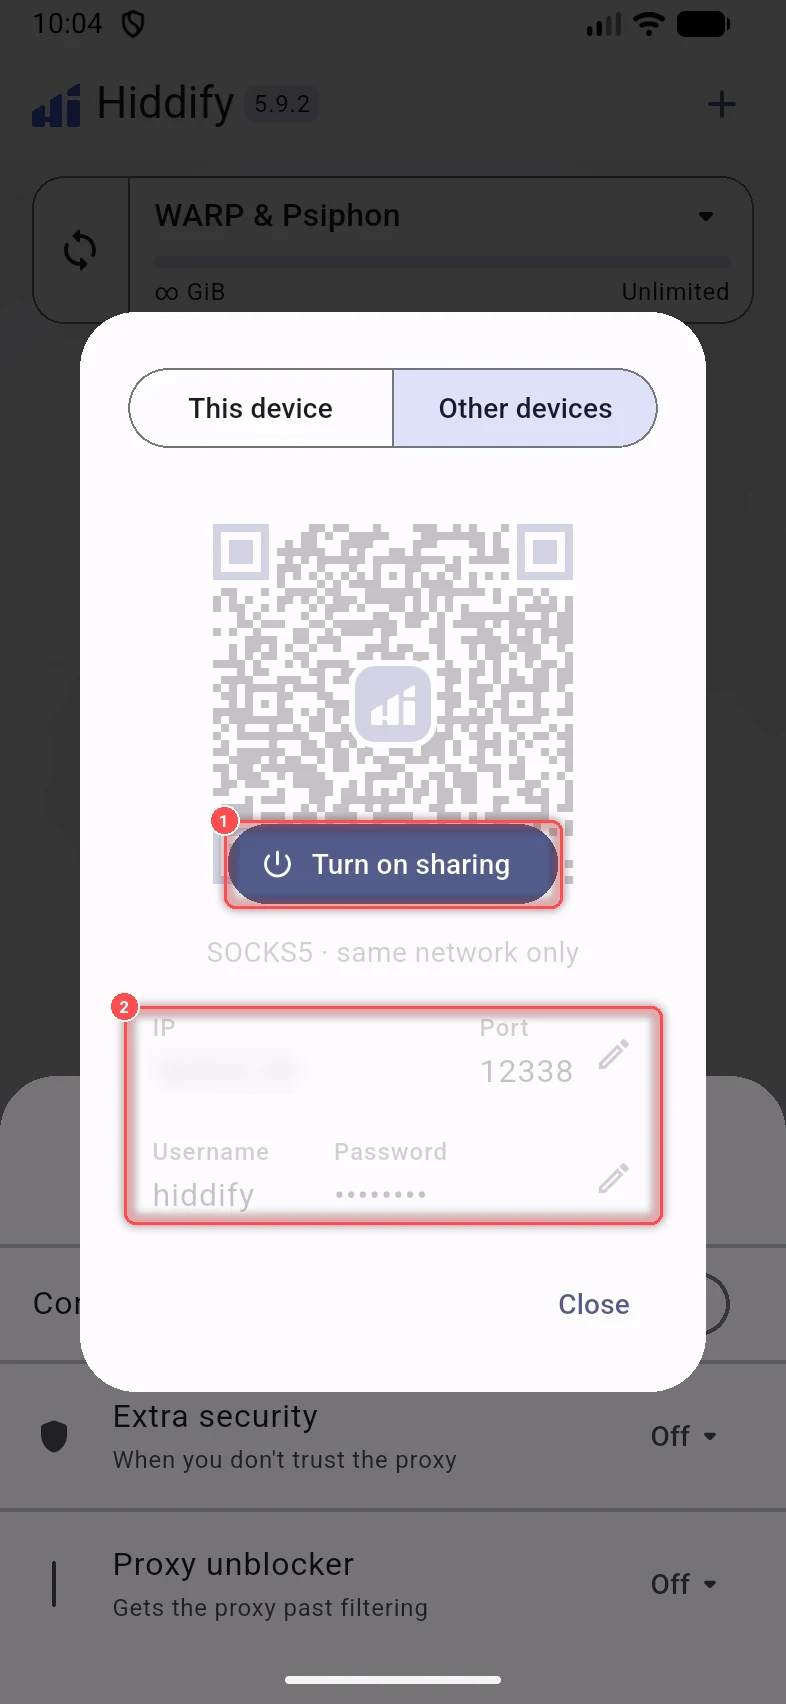 10:04
Hiddify 5.9.2
WARP & Psiphon
∞ GiB Unlimited
This device Other devices
1
Turn on sharing
SOCKS5 · same network only
2
IP Port
12338
Username Password
hiddify ••••••••
Close
Extra security
When you don't trust the proxy
Off
Proxy unblocker
Gets the proxy past filtering
Off